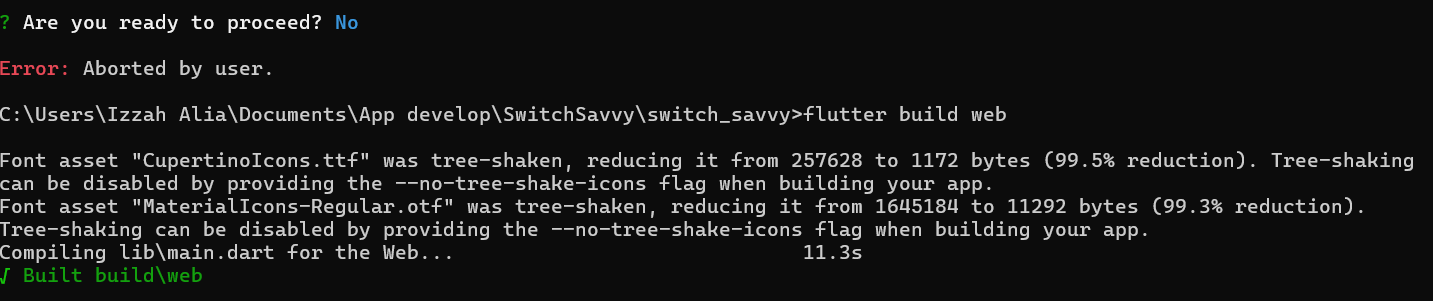 ? Are you ready to proceed? No
Error: Aborted by user.
C:\Users\Izzah Alia\Documents\App develop\SwitchSavvy\switch_savvy>flutter build web
Font asset "CupertinoIcons.ttf" was tree-shaken, reducing it from 257628 to 1172 bytes (99.5% reduction). Tree-shaking
can be disabled by providing the --no-tree-shake-icons flag when building your app.
Font asset "MaterialIcons-Regular.otf" was tree-shaken, reducing it from 1645184 to 11292 bytes (99.3% reduction).
Tree-shaking can be disabled by providing the --no-tree-shake-icons flag when building your app.
Compiling lib\main.dart for the Web... 11.3s
√ Built build\web